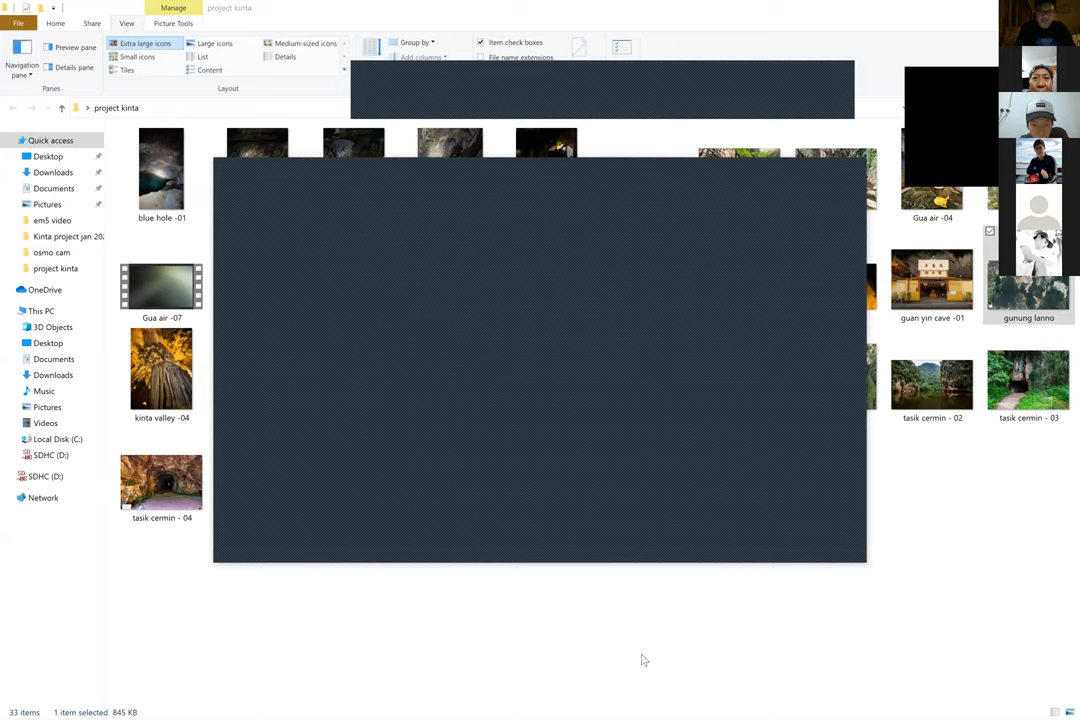 Manage
project kinta
File
Home
Share
View
Picture Tools
Navigation
pane
Preview pane
Details pane
Panes
Extra large icons
Large icons
Medium-sized icons
Small icons
List
Details
Tiles
Content
Layout
Group by
Add columns
Item check boxes
File name extensions
project kinta
Quick access
Desktop
Downloads
Documents
Pictures
em5 video
Kinta project jan 202
osmo cam
project kinta
OneDrive
This PC
3D Objects
Desktop
Documents
Downloads
Music
Pictures
Videos
Local Disk (C:)
SDHC (D:)
SDHC (D:)
Network
blue hole -01
Gua air -04
Gua air -07
guan yin cave -01
gunung lanno
kinta valley -04
tasik cermin - 02
tasik cermin - 03
tasik cermin - 04
33 items
1 item selected
845 KB